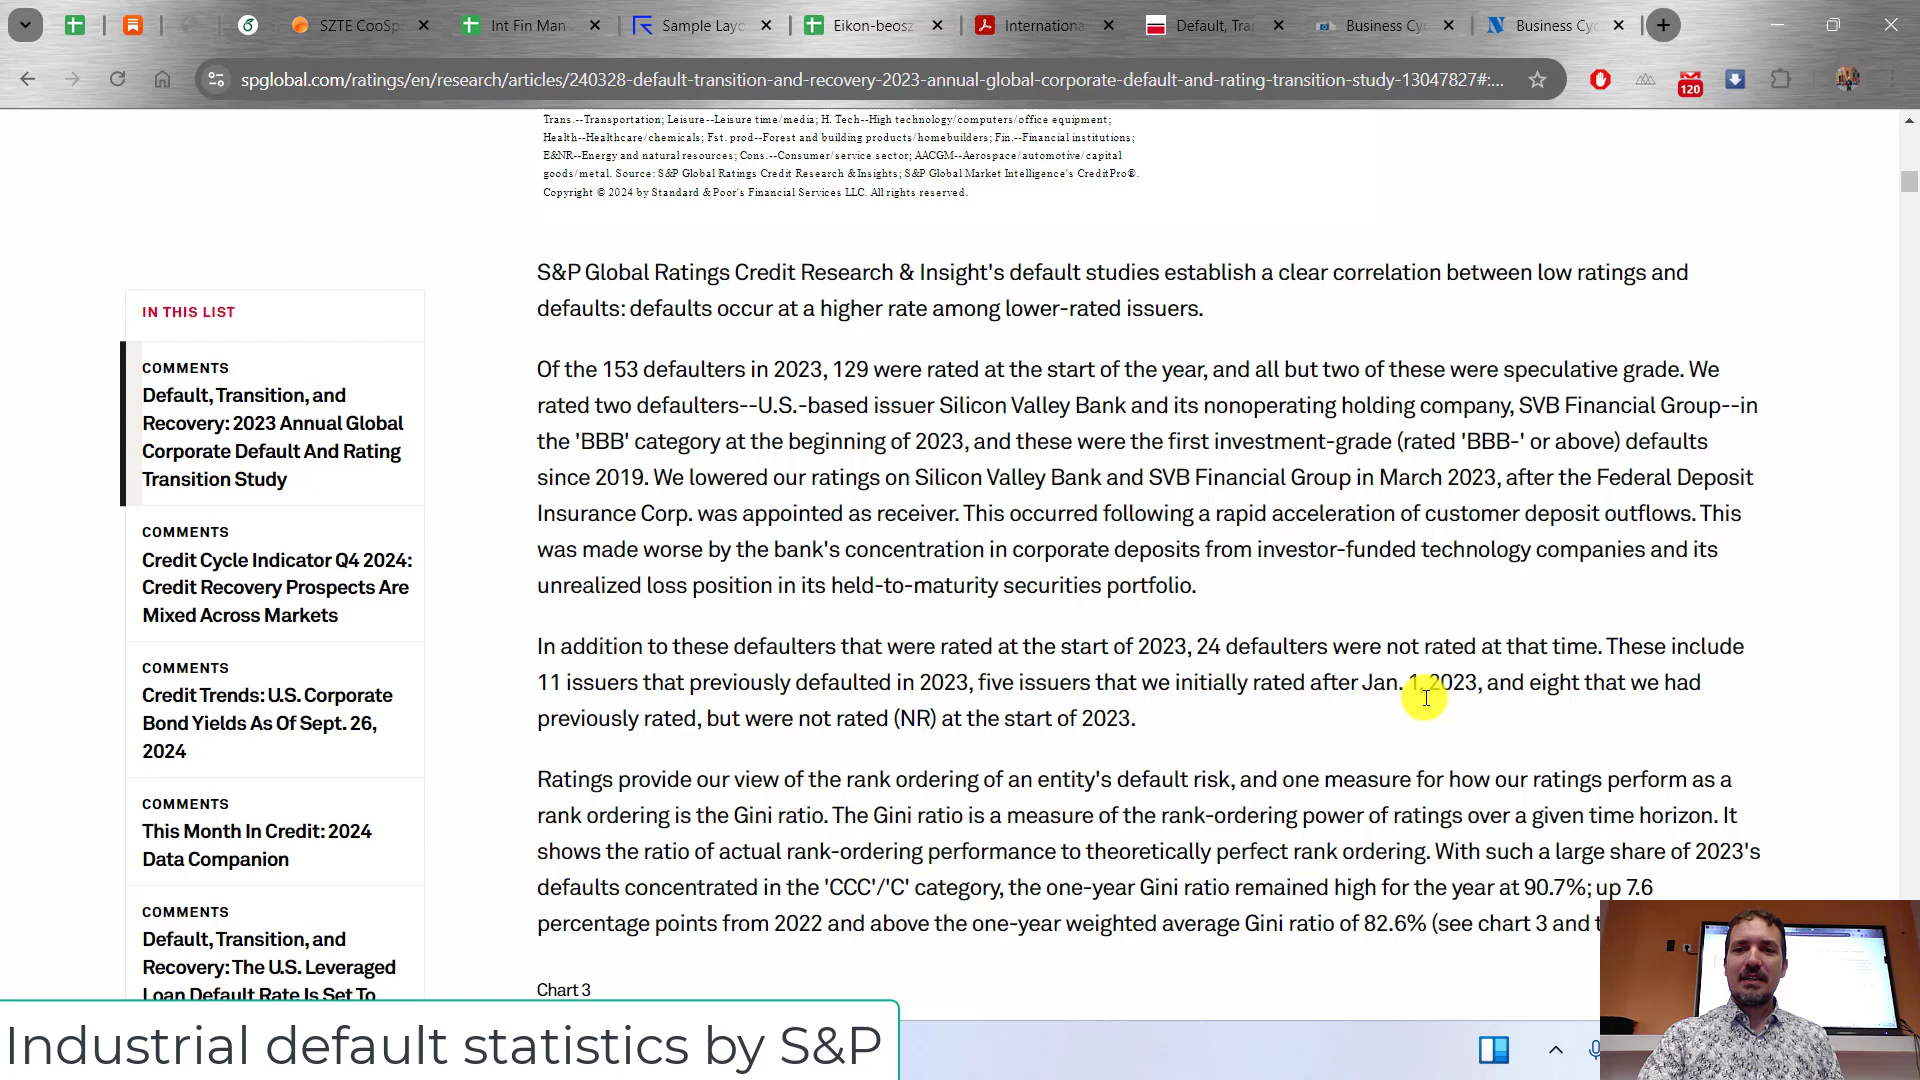 SZTE CooSp
Int Fin Man
Sample Layo
Eikon-beosz
Internationa
Default, Tra
Business Cy
Business Cy
spglobal.com/ratings/en/research/articles/240328-default-transition-and-recovery-2023-annual-global-corporate-default-and-rating-transition-study-13047827#:...
120
Trans.--Transportation; Leisure--Leisure time/media; H. Tech--High technology/computers/office equipment;
Health--Healthcare/chemicals; Fst. prod--Forest and building products/homebuilders; Fin.--Financial institutions;
E&NR--Energy and natural resources; Cons.--Consumer/service sector; AACGM--Aerospace/automotive/capital
goods/metal. Source: S&P Global Ratings Credit Research & Insights; S&P Global Market Intelligence's CreditPro®.
Copyright © 2024 by Standard & Poor's Financial Services LLC. All rights reserved.
IN THIS LIST
COMMENTS
Default, Transition, and
Recovery: 2023 Annual Global
Corporate Default And Rating
Transition Study
COMMENTS
Credit Cycle Indicator Q4 2024:
Credit Recovery Prospects Are
Mixed Across Markets
COMMENTS
Credit Trends: U.S. Corporate
Bond Yields As Of Sept. 26,
2024
COMMENTS
This Month In Credit: 2024
Data Companion
COMMENTS
Default, Transition, and
Recovery: The U.S. Leveraged
Loan Default Rate Is Set To
S&P Global Ratings Credit Research & Insight's default studies establish a clear correlation between low ratings and
defaults: defaults occur at a higher rate among lower-rated issuers.
Of the 153 defaulters in 2023, 129 were rated at the start of the year, and all but two of these were speculative grade. We
rated two defaulters--U.S.-based issuer Silicon Valley Bank and its nonoperating holding company, SVB Financial Group--in
the 'BBB' category at the beginning of 2023, and these were the first investment-grade (rated 'BBB-' or above) defaults
since 2019. We lowered our ratings on Silicon Valley Bank and SVB Financial Group in March 2023, after the Federal Deposit
Insurance Corp. was appointed as receiver. This occurred following a rapid acceleration of customer deposit outflows. This
was made worse by the bank's concentration in corporate deposits from investor-funded technology companies and its
unrealized loss position in its held-to-maturity securities portfolio.
In addition to these defaulters that were rated at the start of 2023, 24 defaulters were not rated at that time. These include
11 issuers that previously defaulted in 2023, five issuers that we initially rated after Jan. 1, 2023, and eight that we had
previously rated, but were not rated (NR) at the start of 2023.
Ratings provide our view of the rank ordering of an entity's default risk, and one measure for how our ratings perform as a
rank ordering is the Gini ratio. The Gini ratio is a measure of the rank-ordering power of ratings over a given time horizon. It
shows the ratio of actual rank-ordering performance to theoretically perfect rank ordering. With such a large share of 2023's
defaults concentrated in the 'CCC'/'C' category, the one-year Gini ratio remained high for the year at 90.7%; up 7.6
percentage points from 2022 and above the one-year weighted average Gini ratio of 82.6% (see chart 3 and t
Chart 3
Industrial default statistics by S&P